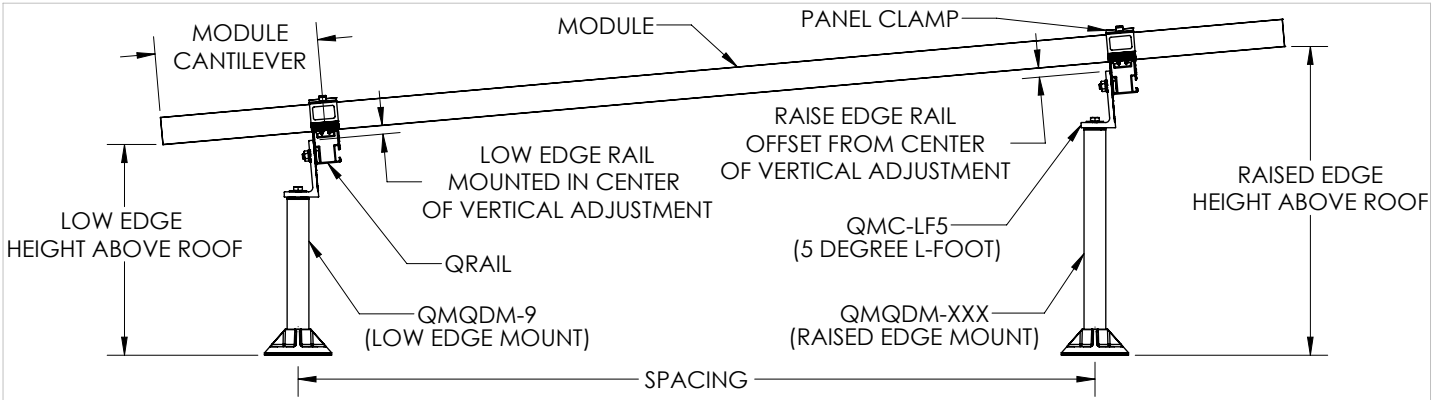 MODULE
CANTILEVER
MODULE
PANEL CLAMP
LOW EDGE RAIL
MOUNTED IN CENTER
OF VERTICAL ADJUSTMENT
RAISE EDGE RAIL
OFFSET FROM CENTER
OF VERTICAL ADJUSTMENT
LOW EDGE
HEIGHT ABOVE ROOF
RAISED EDGE
HEIGHT ABOVE ROOF
QRAIL
QMC-LF5
(5 DEGREE L-FOOT)
QMQDM-9
(LOW EDGE MOUNT)
QMQDM-XXX
(RAISED EDGE MOUNT)
SPACING